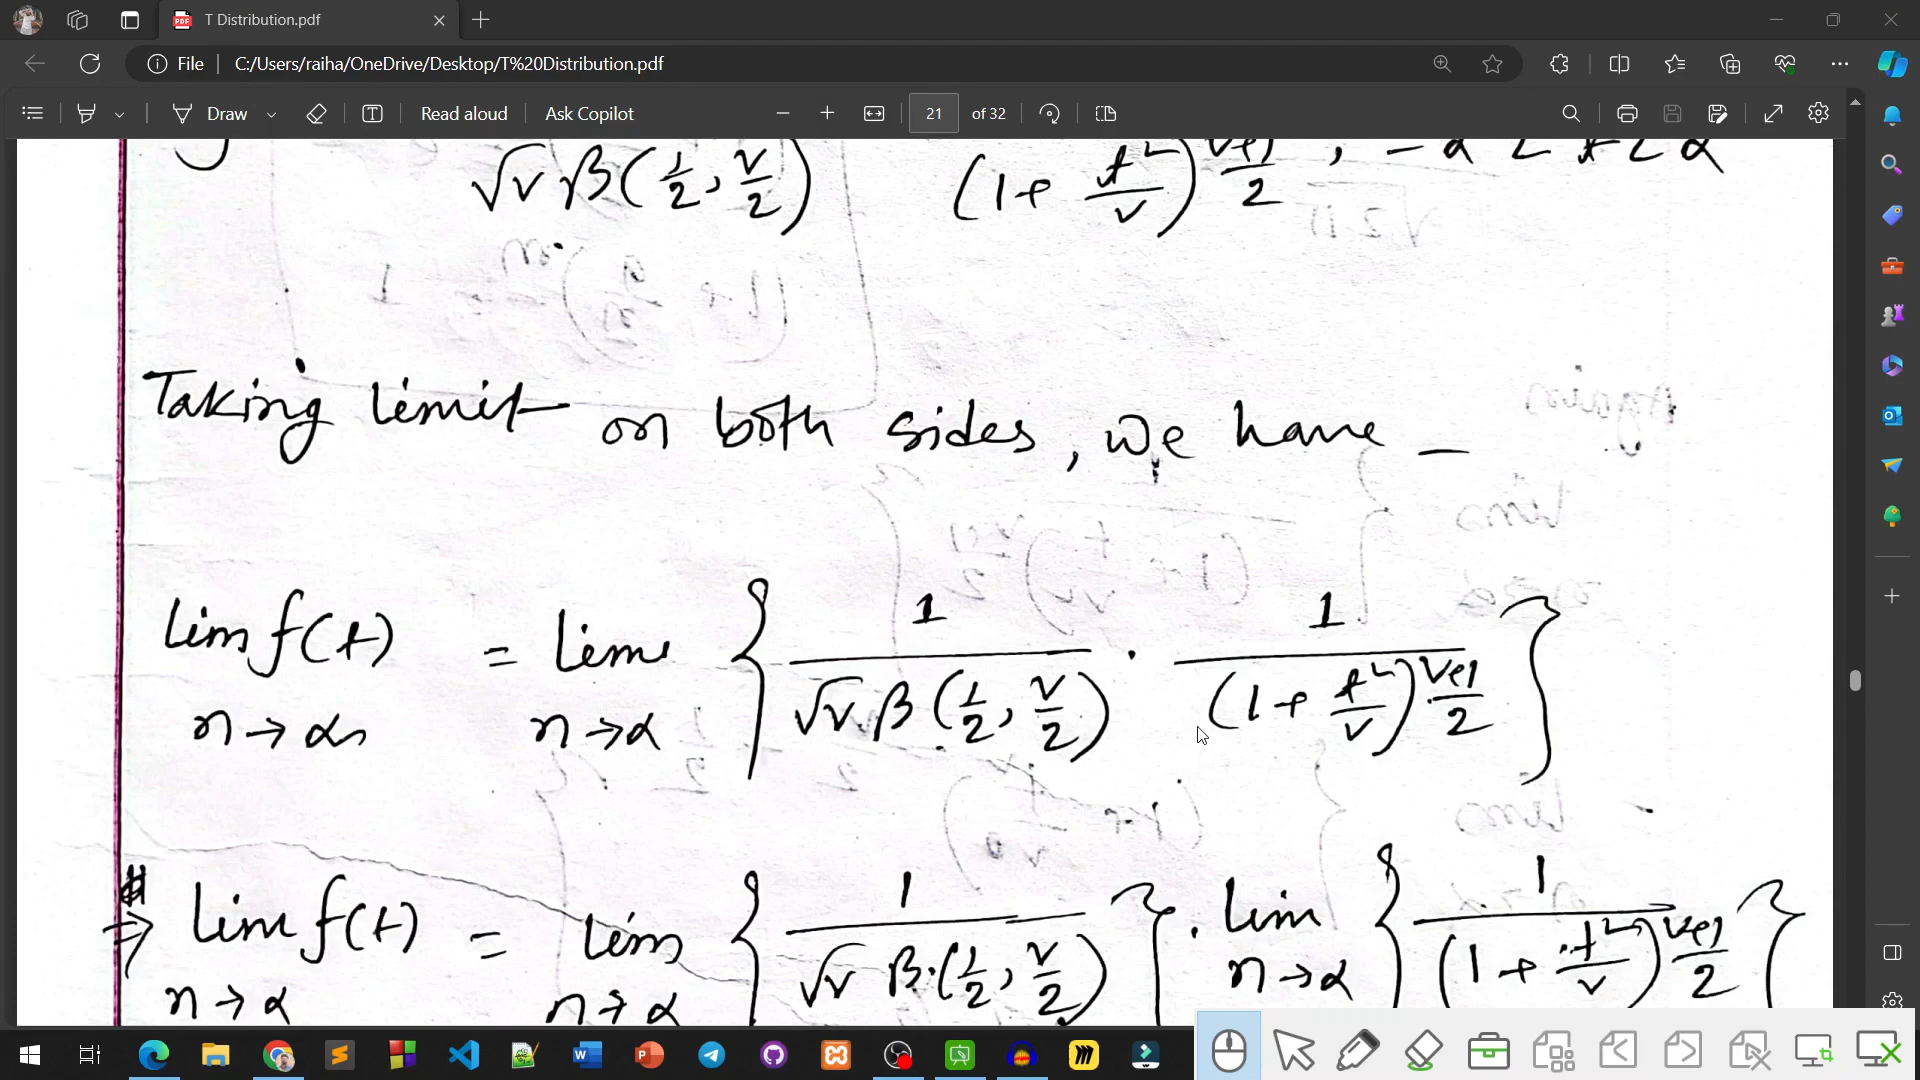 T Distribution.pdf
File | C:/Users/raiha/OneDrive/Desktop/T%20Distribution.pdf
Draw Read aloud Ask Copilot 21 of 32
√v β(1/2, v/2) (1+ t²/v)^(v+1)/2 , -α < t < α
Taking limit on both sides, we have —
lim f(t) = lim { 1 / √v β(1/2, v/2) . 1 / (1+ t²/v)^(v+1)/2 }
n→α n→α
⇒ lim f(t) = lim { 1 / √v β(1/2, v/2) } . lim { 1 / (1+ t²/v)^(v+1)/2 }
n→α n→α n→α